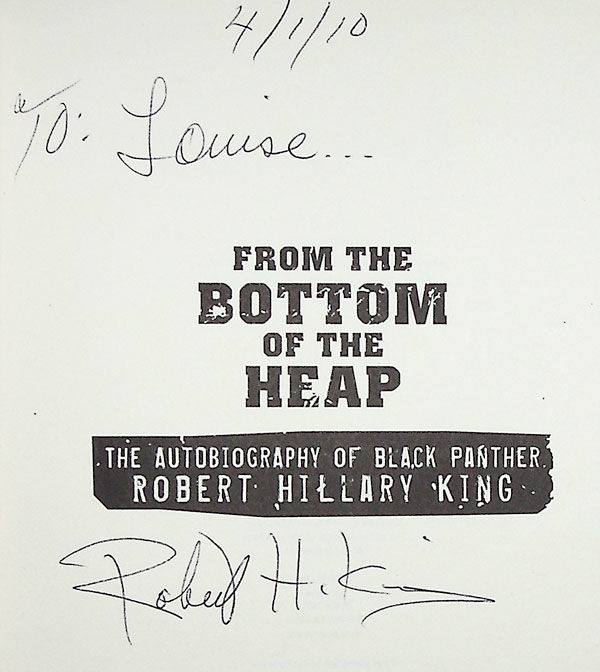 4/1/10
To: Louise...
FROM THE
BOTTOM
OF THE
HEAP
THE AUTOBIOGRAPHY OF BLACK PANTHER
ROBERT HILLARY KING
Robert H. King